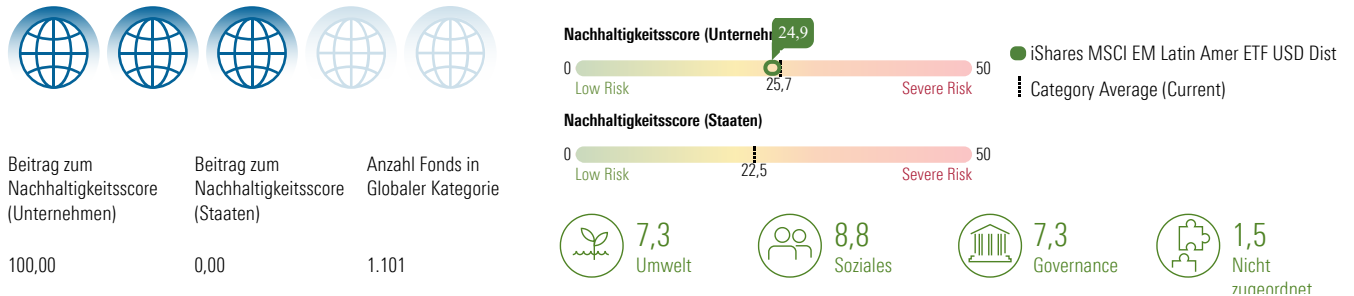 Nachhaltigkeitsscore (Unternehr
24,9
0
50
Low Risk
25,7
Severe Risk
iShares MSCI EM Latin Amer ETF USD Dist
Category Average (Current)
Nachhaltigkeitsscore (Staaten)
0
50
Low Risk
22,5
Severe Risk
Beitrag zum
Nachhaltigkeitsscore
(Unternehmen)
100,00
Beitrag zum
Nachhaltigkeitsscore
(Staaten)
0,00
Anzahl Fonds in
Globaler Kategorie
1.101
7,3
Umwelt
8,8
Soziales
7,3
Governance
1,5
Nicht
zugeordnet